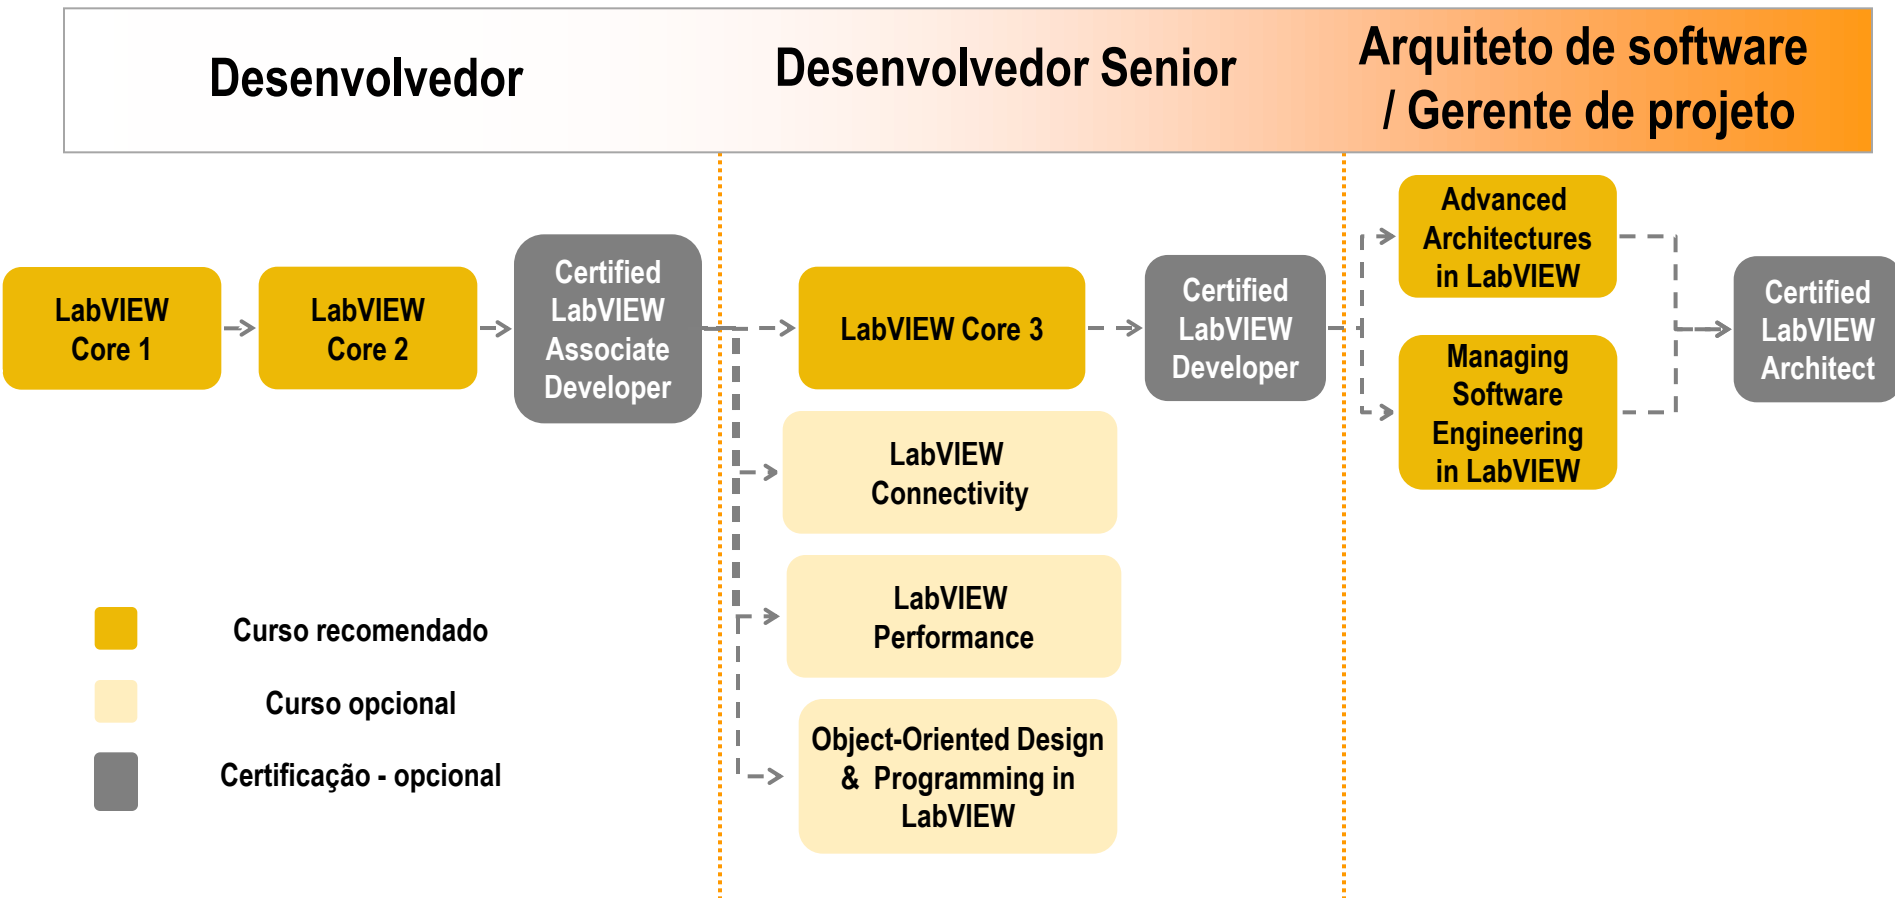 Desenvolvedor
Desenvolvedor Senior
Arquiteto de software
/ Gerente de projeto
LabVIEW
Core 1
LabVIEW
Core 2
Certified
LabVIEW
Associate
Developer
LabVIEW Core 3
Certified
LabVIEW
Developer
Advanced
Architectures
in LabVIEW
Managing
Software
Engineering
in LabVIEW
Certified
LabVIEW
Architect
LabVIEW
Connectivity
LabVIEW
Performance
Object-Oriented Design
& Programming in
LabVIEW
Curso recomendado
Curso opcional
Certificação - opcional